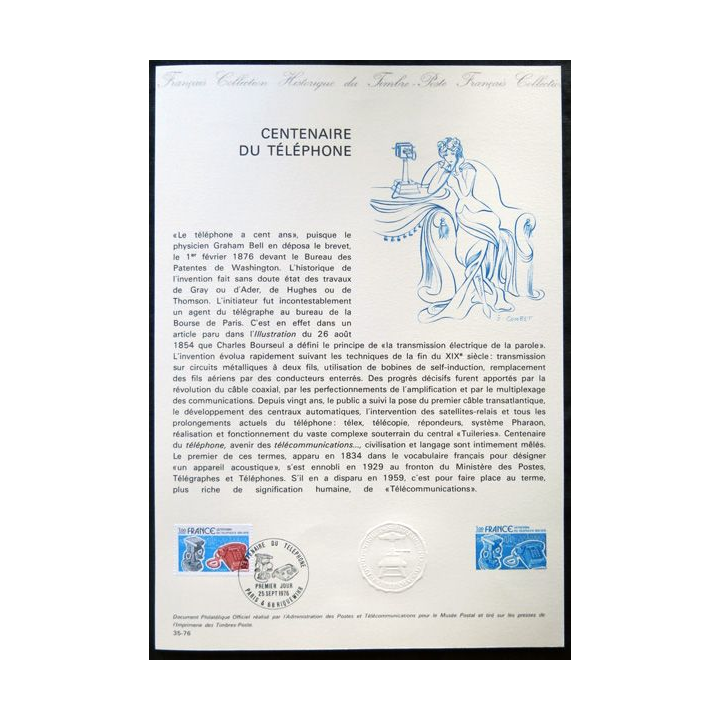 Français Collection Historique du Timbre-Poste Français Collectio
CENTENAIRE
DU TÉLÉPHONE
«Le téléphone a cent ans», puisque le
physicien Graham Bell en déposa le brevet,
le 1er février 1876 devant le Bureau des
Patentes de Washington. L'historique de
l'invention fait sans doute état des travaux
de Gray ou d'Ader, de Hughes ou de
Thomson. L'initiateur fut incontestablement
un agent du télégraphe au bureau de la
Bourse de Paris. C'est en effet dans un
article paru dans l'Illustration du 26 août
1854 que Charles Bourseul a défini le principe de «la transmission électrique de la parole».
L'invention évolua rapidement suivant les techniques de la fin du XIXe siècle : transmission
sur circuits métalliques à deux fils, utilisation de bobines de self-induction, remplacement
des fils aériens par des conducteurs enterrés. Des progrès décisifs furent apportés par la
révolution du câble coaxial, par les perfectionnements de l'amplification et par le multiplexage
des communications. Depuis vingt ans, le public a suivi la pose du premier câble transatlantique,
le développement des centraux automatiques, l'intervention des satellites-relais et tous les
prolongements actuels du téléphone : télex, télécopie, répondeurs, système Pharaon,
réalisation et fonctionnement du vaste complexe souterrain du central «Tuileries». Centenaire
du téléphone, avenir des télécommunications..., civilisation et langage sont intimement mêlés.
Le premier de ces termes, apparu en 1834 dans le vocabulaire français pour désigner
«un appareil acoustique», s'est ennobli en 1929 au fronton du Ministère des Postes,
Télégraphes et Téléphones. S'il en a disparu en 1959, c'est pour faire place au terme,
plus riche de signification humaine, de «Télécommunications».
J. COMBET
1.00 FRANCE
CENTENAIRE DU TÉLÉPHONE
PREMIER JOUR
25 SEPT 1976
PARIS
1.00 FRANCE
Document Philatélique Officiel réalisé par l'Administration des Postes et Télécommunications pour le Musée Postal et tiré sur les presses de
l'Imprimerie des Timbres-Poste.
35-76